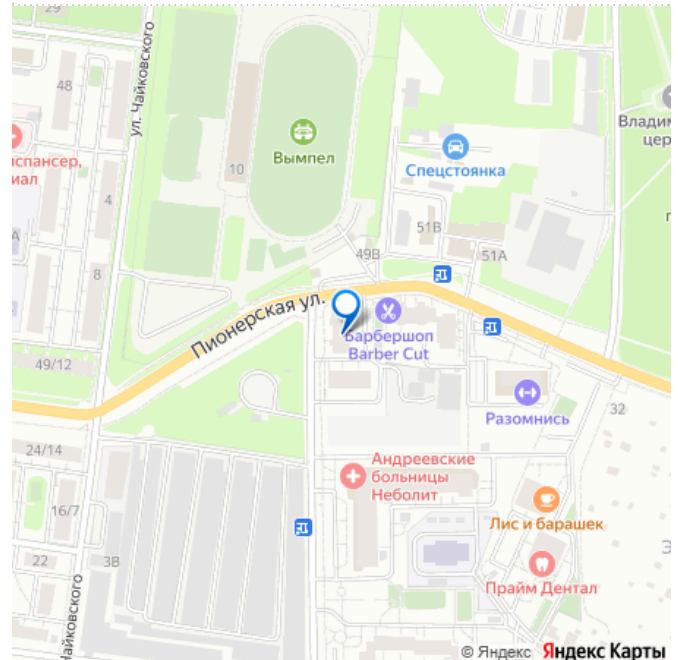 3В
ул. Чайковского
48
испансер,
иал
4
10
Вымпел
Спецстоянка
Владим
цер
51В
49В
51А
А
8
Пионерская ул.
Барбершоп
Barber Cut
49/12
Разомнись
32
24/14
Андреевские
больницы
Неболит
16/7
Лис и барашек
22
3В
Прайм Дентал
Чайковского
© Яндекс Яндекс Карты